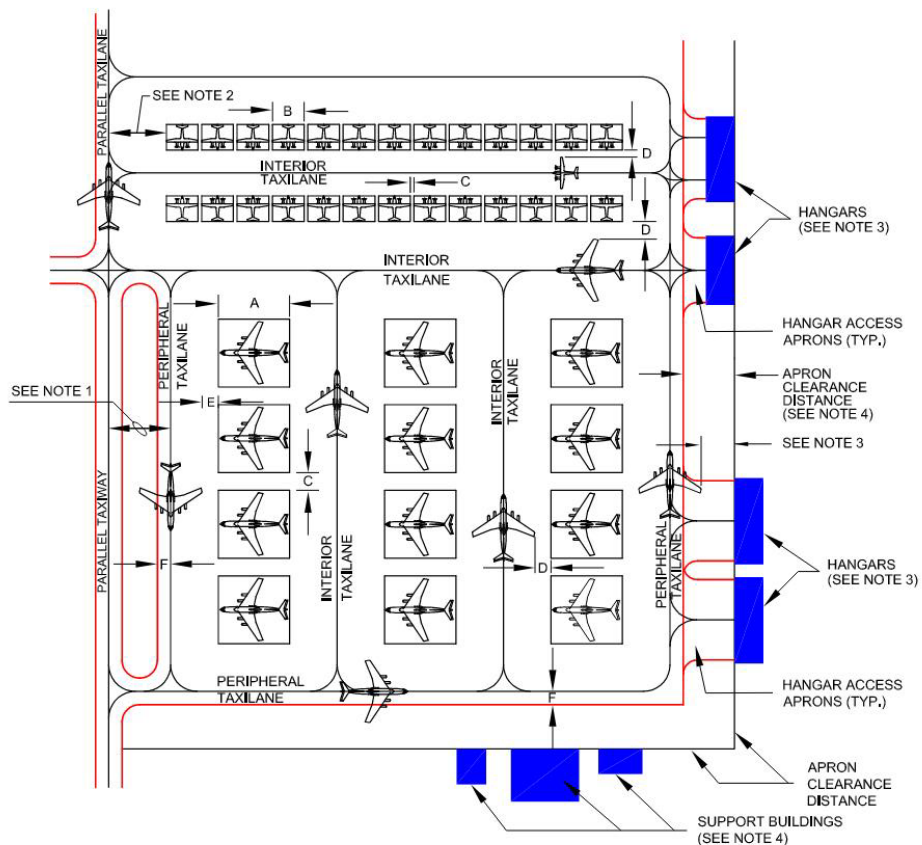 PARALLEL TAXILANE
SEE NOTE 2
B
D
INTERIOR
TAXILANE
C
D
HANGARS
(SEE NOTE 3)
INTERIOR
TAXILANE
A
PERIPHERAL
TAXILANE
HANGAR ACCESS
APRONS (TYP.)
SEE NOTE 1
E
INTERIOR
TAXILANE
APRON
CLEARANCE
DISTANCE
(SEE NOTE 4)
SEE NOTE 3
C
PARALLEL TAXIWAY
F
INTERIOR
TAXILANE
D
PERIPHERAL
TAXILANE
HANGARS
(SEE NOTE 3)
PERIPHERAL
TAXILANE
F
HANGAR ACCESS
APRONS (TYP.)
APRON
CLEARANCE
DISTANCE
SUPPORT BUILDINGS
(SEE NOTE 4)